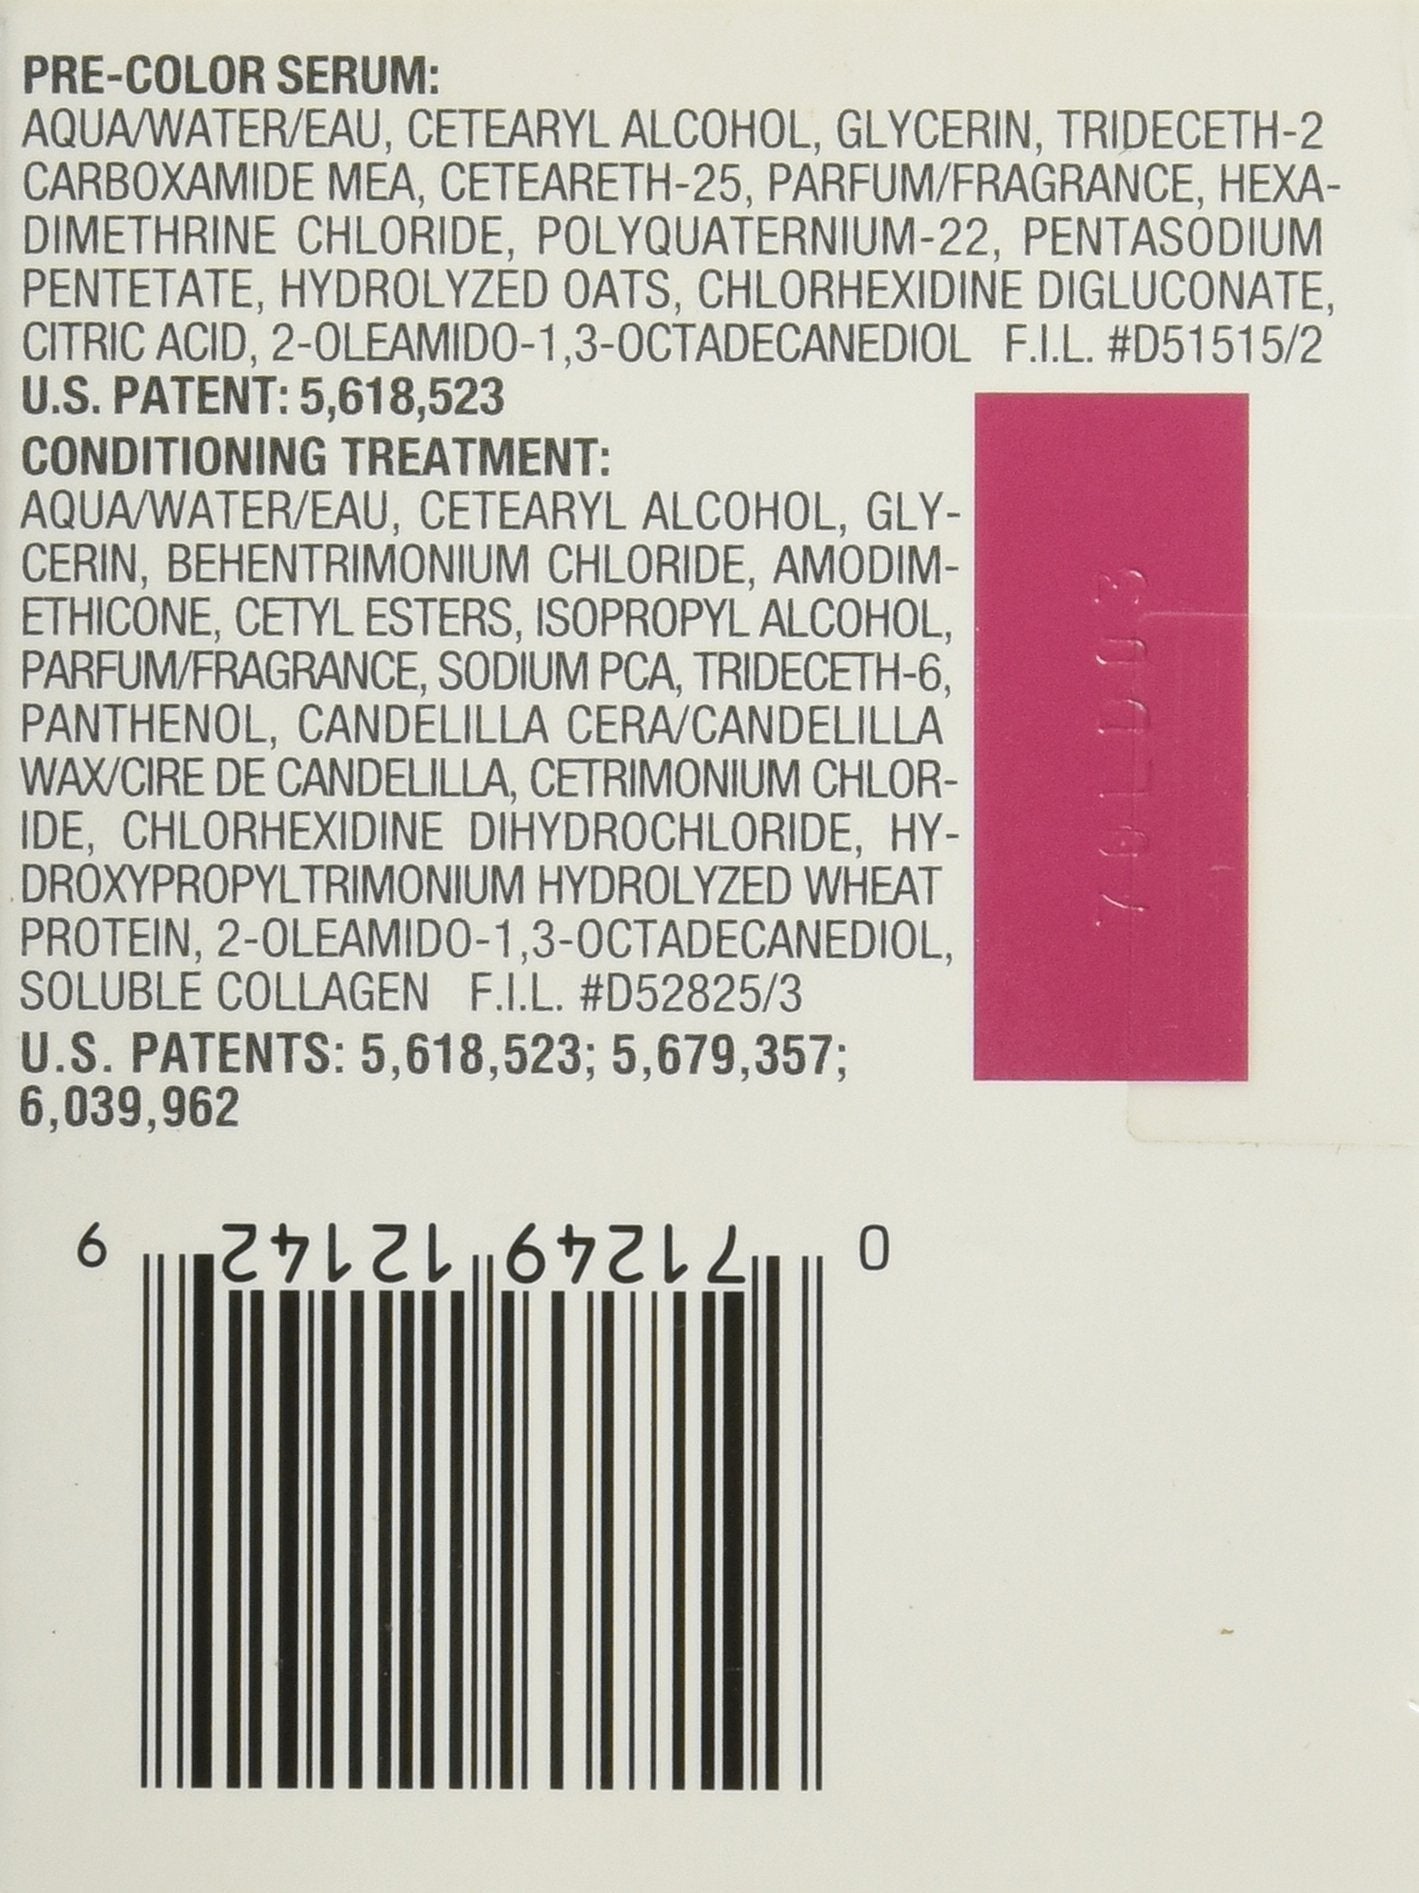 PRE-COLOR SERUM:
AQUA/WATER/EAU, CETEARYL ALCOHOL, GLYCERIN, TRIDECETH-2
CARBOXAMIDE MEA, CETEARETH-25, PARFUM/FRAGRANCE, HEXA-
DIMETHRINE CHLORIDE, POLYQUATERNIUM-22, PENTASODIUM
PENTETATE, HYDROLYZED OATS, CHLORHEXIDINE DIGLUCONATE,
CITRIC ACID, 2-OLEAMIDO-1,3-OCTADECANEDIOL F.I.L. #D51515/2
U.S. PATENT: 5,618,523
CONDITIONING TREATMENT:
AQUA/WATER/EAU, CETEARYL ALCOHOL, GLY-
CERIN, BEHENTRIMONIUM CHLORIDE, AMODIM-
ETHICONE, CETYL ESTERS, ISOPROPYL ALCOHOL,
PARFUM/FRAGRANCE, SODIUM PCA, TRIDECETH-6,
PANTHENOL, CANDELILLA CERA/CANDELILLA
WAX/CIRE DE CANDELILLA, CETRIMONIUM CHLOR-
IDE, CHLORHEXIDINE DIHYDROCHLORIDE, HY-
DROXYPROPYLTRIMONIUM HYDROLYZED WHEAT
PROTEIN, 2-OLEAMIDO-1,3-OCTADECANEDIOL,
SOLUBLE COLLAGEN F.I.L. #D52825/3
U.S. PATENTS: 5,618,523; 5,679,357;
6,039,962
0 71249 12142 9